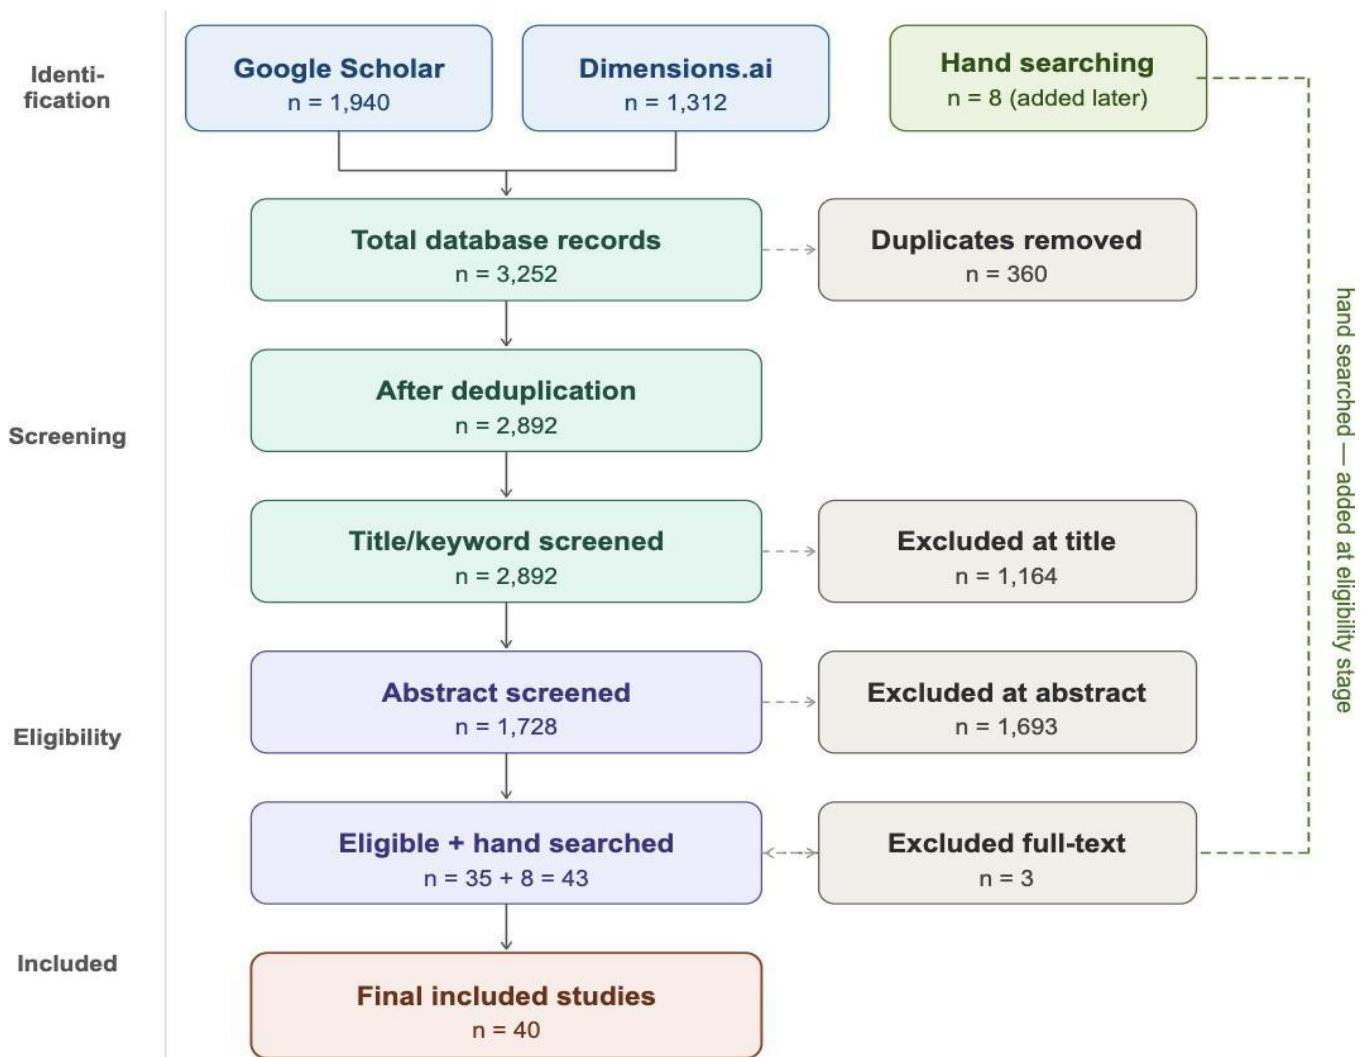 Identi-
fication
Google Scholar
n = 1,940
Dimensions.ai
n = 1,312
Hand searching
n = 8 (added later)
Total database records
n = 3,252
Duplicates removed
n = 360
After deduplication
n = 2,892
Screening
Title/keyword screened
n = 2,892
Excluded at title
n = 1,164
Abstract screened
n = 1,728
Excluded at abstract
n = 1,693
Eligibility
Eligible + hand searched
n = 35 + 8 = 43
Excluded full-text
n = 3
hand searched — added at eligibility stage
Included
Final included studies
n = 40